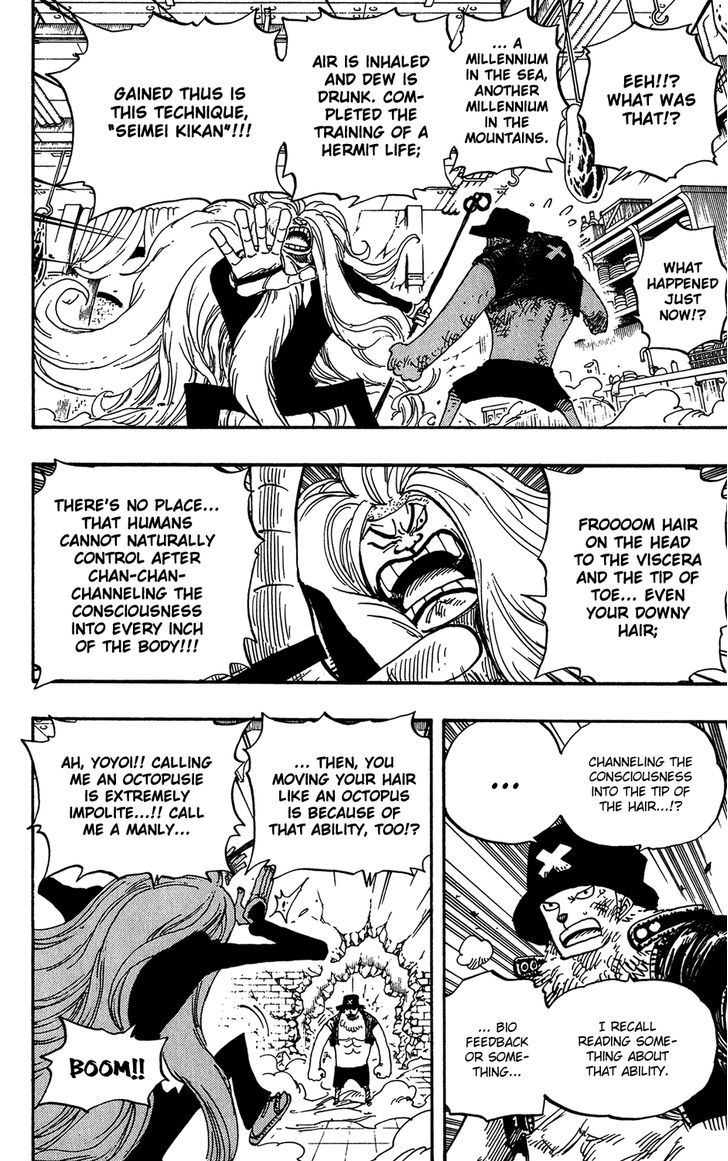 EEH!!?
WHAT WAS
THAT!?
... A
MILLENNIUM
IN THE SEA,
ANOTHER
MILLENNIUM
IN THE
MOUNTAINS.
AIR IS INHALED
AND DEW IS
DRUNK. COM-
PLETED THE
TRAINING OF A
HERMIT LIFE;
GAINED THUS IS
THIS TECHNIQUE,
"SEIMEI KIKAN"!!!
WHAT
HAPPENED
JUST
NOW!?
FROOOOM HAIR
ON THE HEAD
TO THE VISCERA
AND THE TIP OF
TOE... EVEN
YOUR DOWNY
HAIR;
THERE'S NO PLACE...
THAT HUMANS
CANNOT NATURALLY
CONTROL AFTER
CHAN-CHAN-
CHANNELING THE
CONSCIOUSNESS
INTO EVERY INCH
OF THE BODY!!!
CHANNELING THE
CONSCIOUSNESS
INTO THE TIP OF
THE HAIR...!?
...
I RECALL
READING SOME-
THING ABOUT
THAT ABILITY.
... BIO
FEEDBACK
OR SOME-
THING...
... THEN, YOU
MOVING YOUR HAIR
LIKE AN OCTOPUS
IS BECAUSE OF
THAT ABILITY, TOO!?
AH, YOYOI!! CALLING
ME AN OCTOPUSIE
IS EXTREMELY
IMPOLITE...!! CALL
ME A MANLY...
BOOM!!